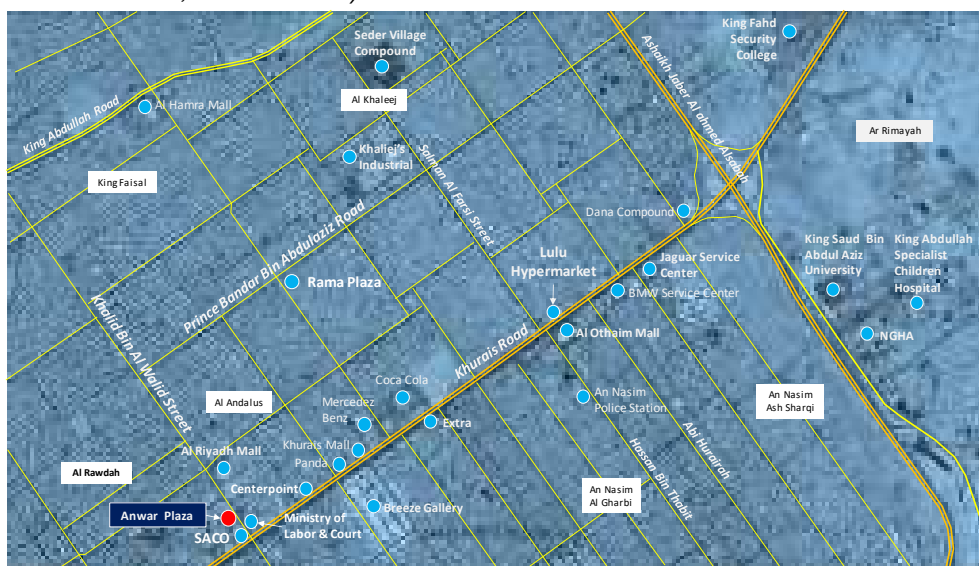 King Fahd
Security
College
Seder Village
Compound
Ashaikh Jaber Al ahmed Alsabah
Al Khaleej
Al Hamra Mall
King Abdullah Road
Ar Rimayah
Khaliej's
Industrial
Salman Al Farsi Street
King Faisal
Prince Bandar Bin Abdulaziz Road
Dana Compound
King Saud Bin
Abdul Aziz
University
King Abdullah
Specialist
Children
Hospital
Lulu
Hypermarket
Jaguar Service
Center
Rama Plaza
BMW Service Center
Khalid Bin Al Walid Street
Khurais Road
Al Othaim Mall
NGHA
Coca Cola
An Nasim
Police Station
An Nasim
Ash Sharqi
Al Andalus
Mercedez
Benz
Extra
Abi Hurairah
Hassan Bin Thabit
Khurais Mall
Al Riyadh Mall
Panda
Al Rawdah
An Nasim
Al Gharbi
Centerpoint
Breeze Gallery
Anwar Plaza
Ministry of
Labor & Court
SACO